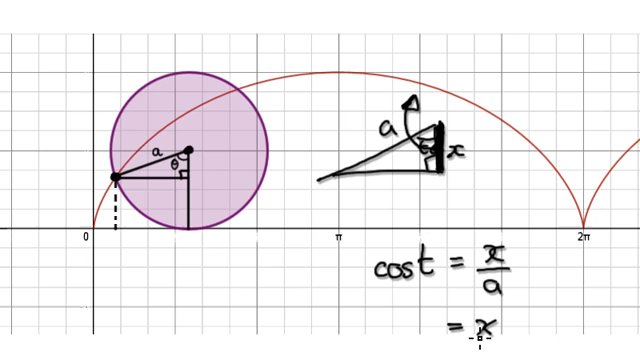 a
θ
a
t
x
0
π
2π
cos t = x/a
= x